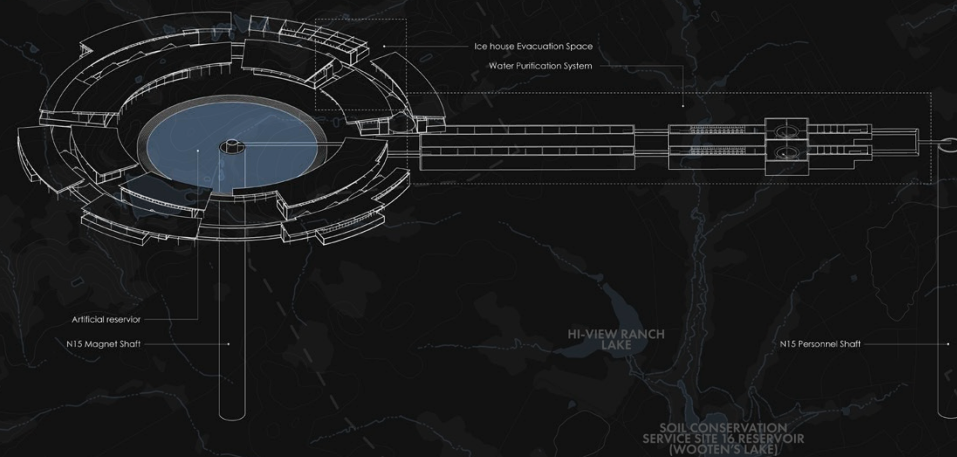 Ice house Evacuation Space
Water Purification System
Artificial reservior
N15 Magnet Shaft
HI-VIEW RANCH
LAKE
N15 Personnel Shaft
SOIL CONSERVATION
SERVICE SITE 16 RESERVOIR
(WOOTEN'S LAKE)